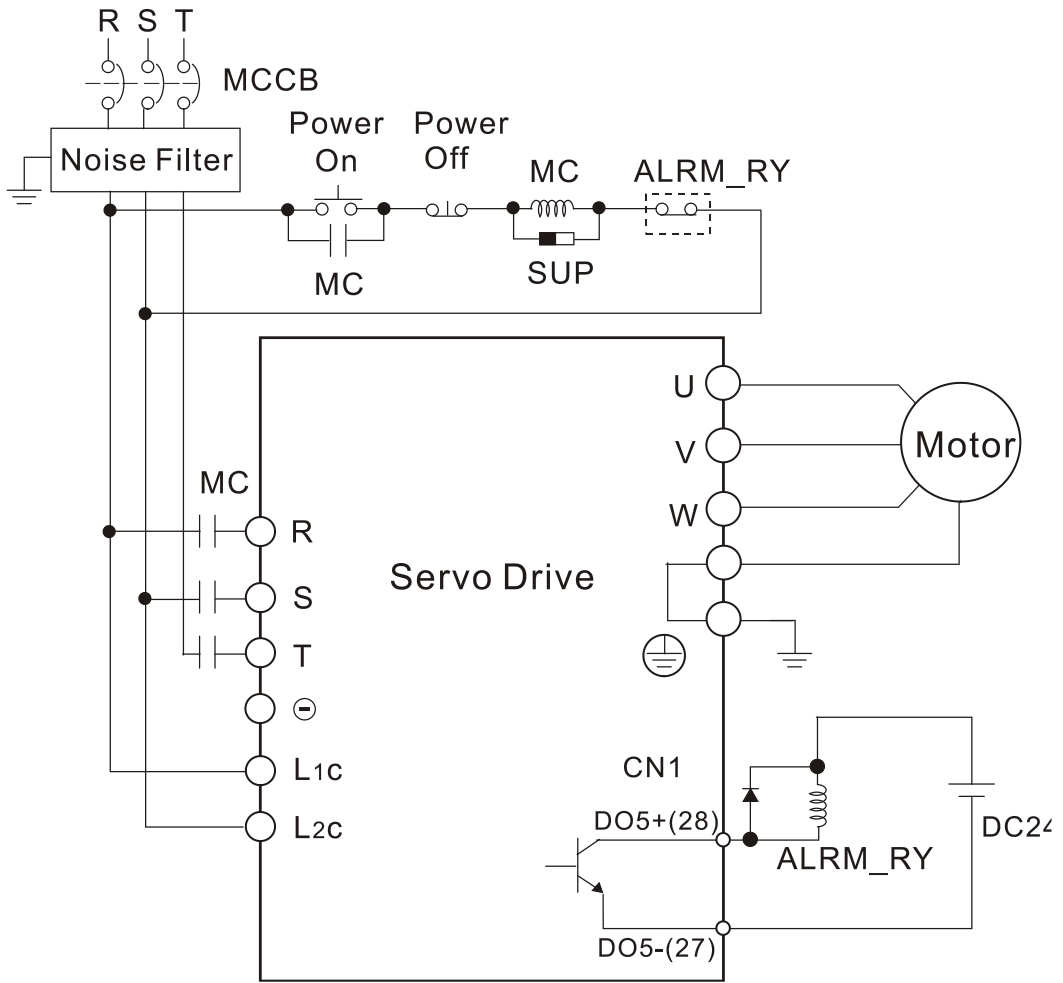 R S T
MCCB
Noise Filter
Power
On
Power
Off
MC
ALRM_RY
MC
SUP
Servo Drive
U
V
W
Motor
MC
R
S
T
L1c
L2c
CN1
DO5+(28)
DO5-(27)
ALRM_RY
DC24